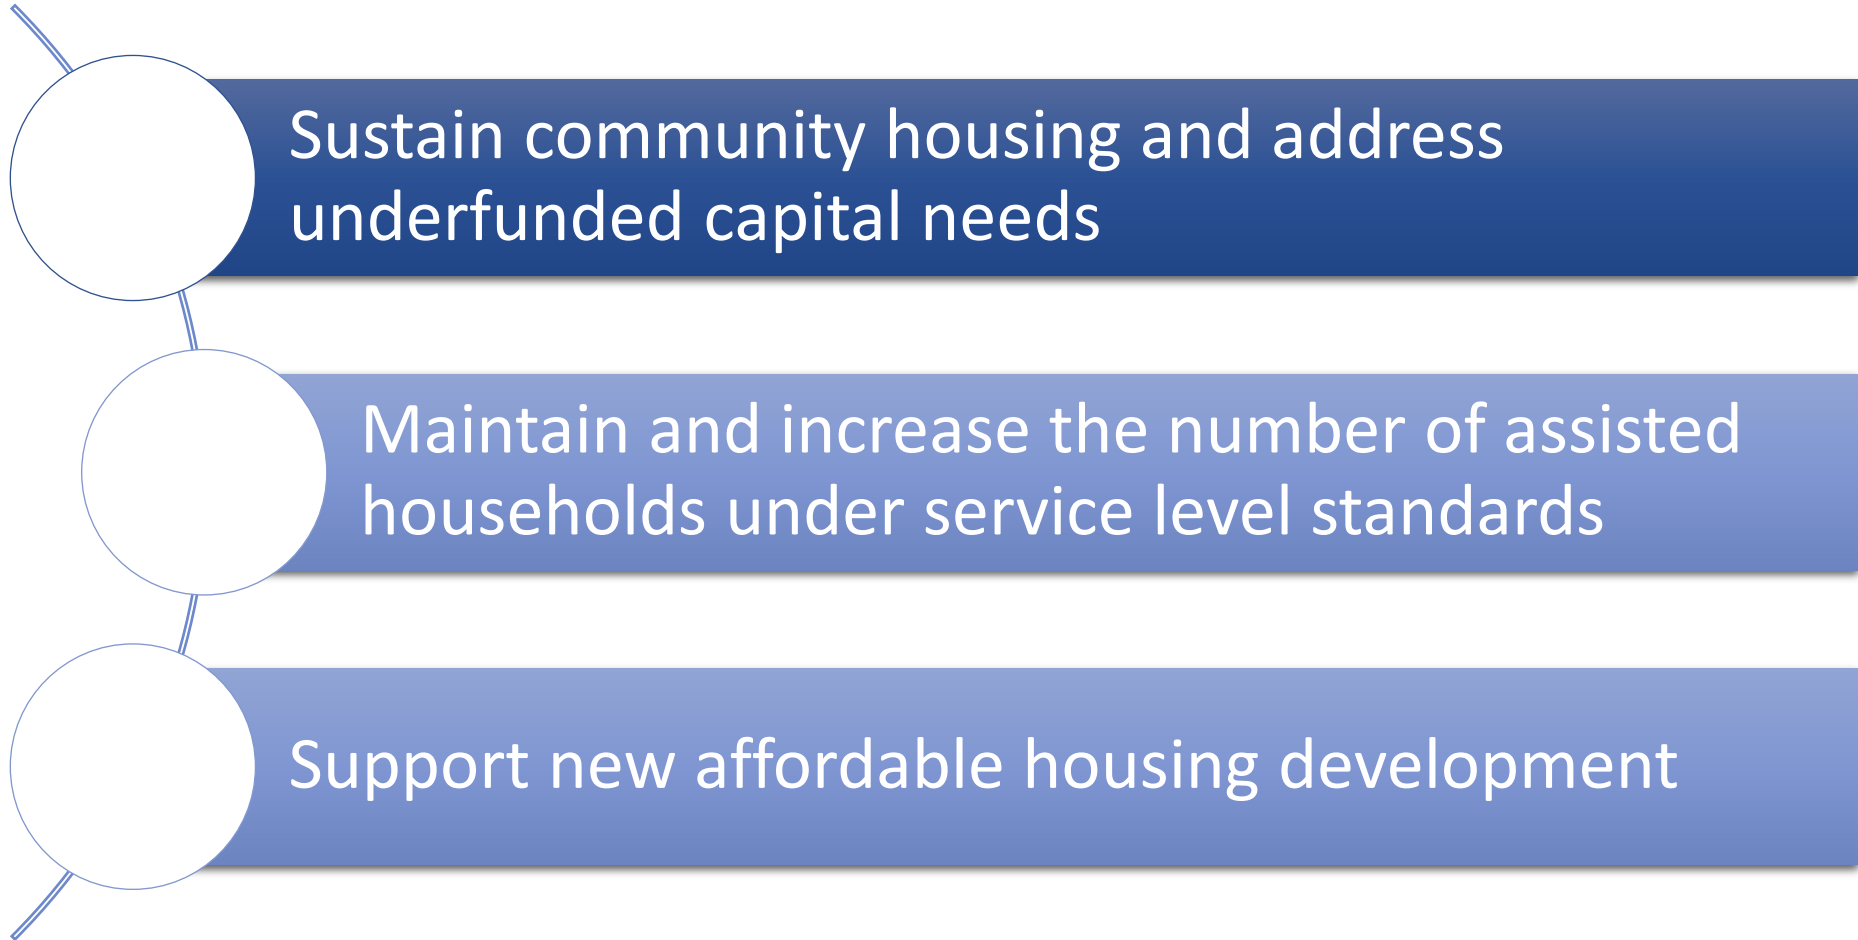 Sustain community housing and address
underfunded capital needs
Maintain and increase the number of assisted
households under service level standards
Support new affordable housing development